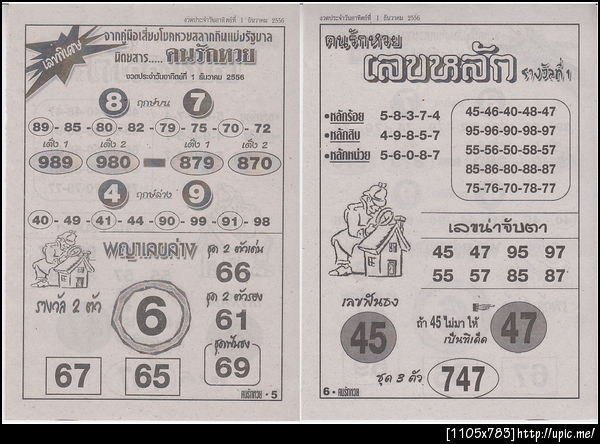 งวดประจำวันอาทิตย์ที่ 1 ธันวาคม 2556
เลขพิเศษ
จากคู่มือเสี่ยงโชคหวยสลากกินแบ่งรัฐบาล
นิตยสาร..... คนรักหวย
งวดประจำวันอาทิตย์ที่ 1 ธันวาคม 2556
8 ฤกษ์บน 7
89 - 85 - 80 - 82 - 79 - 75 - 70 - 72
เต็ง 1 เต็ง 2 เต็ง 1 เต็ง 2
989 980 - 879 870
4 ฤกษ์ล่าง 9
40 - 49 - 41 - 44 - 90 - 99 - 91 - 98
พญาเลขล่าง
รางวัล 2 ตัว
6
67 65
ชุด 2 ตัวเด่น
66
ชุด 2 ตัวรอง
61
ชุดฟันธง
69
คนรักหวย • 5
งวดประจำวันอาทิตย์ที่ 1 ธันวาคม 2556
คนรักหวย
เลขหลัก รางวัลที่ 1
•หลักร้อย 5-8-3-7-4
•หลักสิบ 4-9-8-5-7
•หลักหน่วย 5-6-0-8-7
45-46-40-48-47
95-96-90-98-97
55-56-50-58-57
85-86-80-88-87
75-76-70-78-77
เลขน่าจับตา
45 47 95 97
55 57 85 87
เลขฟันธง
45
ถ้า 45 ไม่มา ให้
เป็นทีเด็ด
47
ชุด 3 ตัว 747
6 • คนรักหวย
[1105x783]http://upic.me/